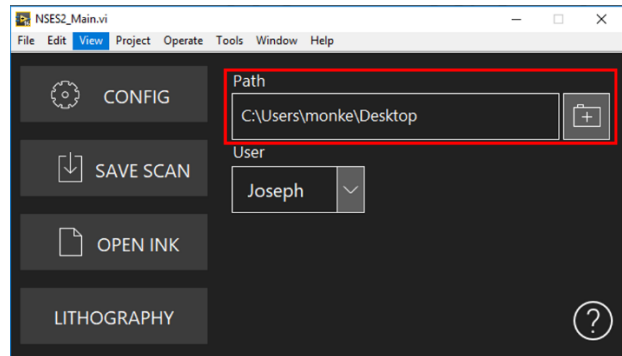 NSES2_Main.vi
File Edit View Project Operate Tools Window Help
CONFIG
SAVE SCAN
OPEN INK
LITHOGRAPHY
Path
C:\Users\monke\Desktop
User
Joseph
?